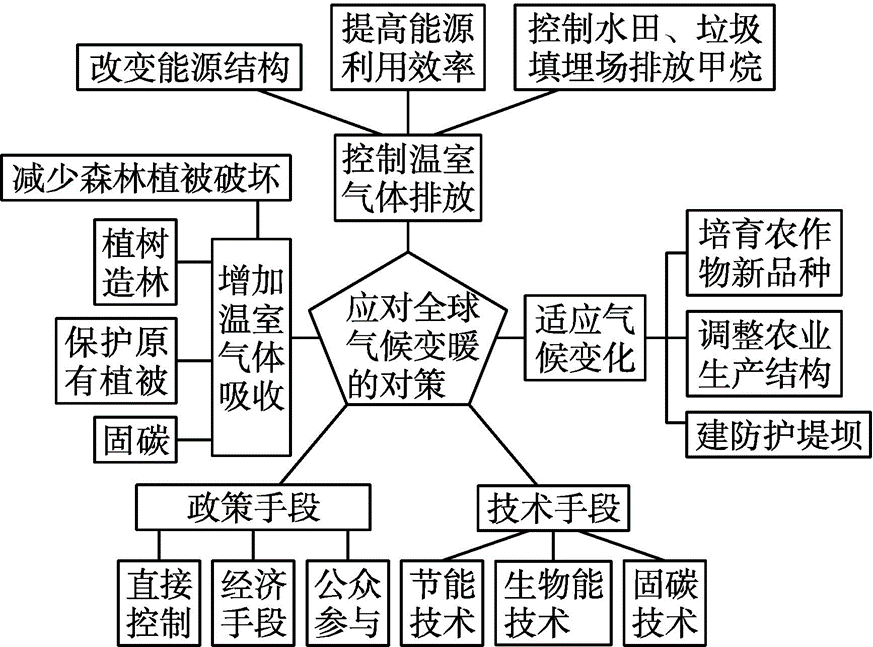 改变能源结构
提高能源
利用效率
控制水田、垃圾
填埋场排放甲烷
控制温室
气体排放
减少森林植被破坏
植树
造林
保护原
有植被
固碳
增加
温室
气体
吸收
应对全球
气候变暖
的对策
适应气
候变化
培育农作
物新品种
调整农业
生产结构
建防护堤坝
政策手段
直接
控制
经济
手段
公众
参与
技术手段
节能
技术
生物能
技术
固碳
技术